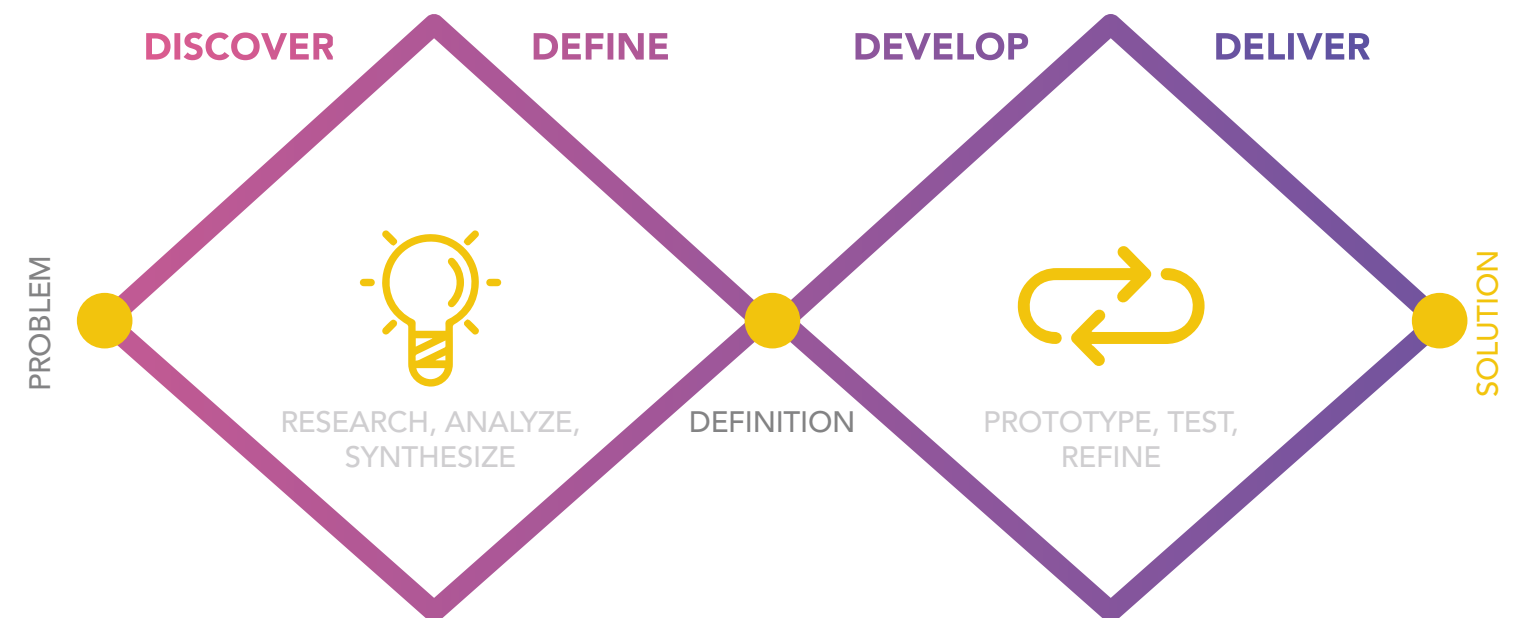 DISCOVER
DEFINE
DEVELOP
DELIVER
PROBLEM
RESEARCH, ANALYZE,
SYNTHESIZE
DEFINITION
PROTOTYPE, TEST,
REFINE
SOLUTION